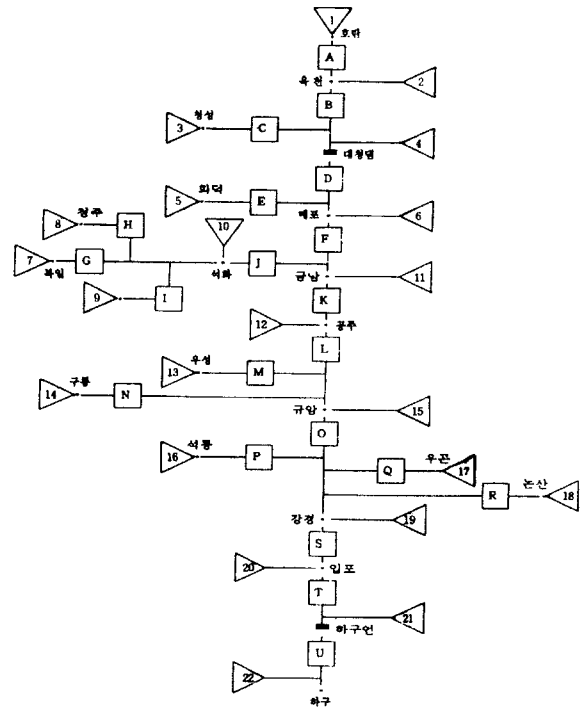 1
호탄
A
옥천
2
B
청성
3
C
4
대청댐
D
회덕
5
E
6
매포
F
8
청주
H
10
7
북일
G
석화
J
11
금남
9
I
K
12
공주
L
우성
13
M
구룡
14
N
15
규암
O
석동
16
P
우곤
Q
17
논산
R
18
강경
19
S
20
입포
T
21
하구언
U
22
하구